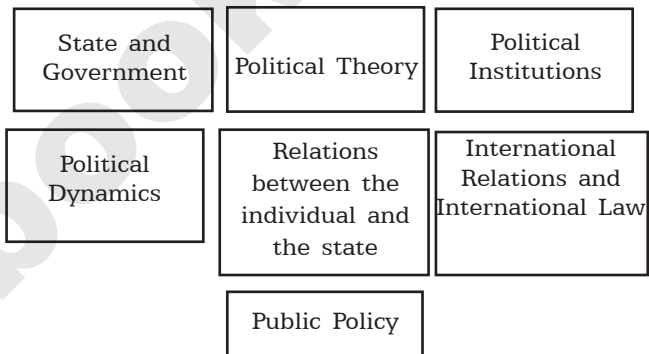 State and
Government
Political Theory
Political
Institutions
Political
Dynamics
Relations
between the
individual and
the state
International
Relations and
International Law
Public Policy